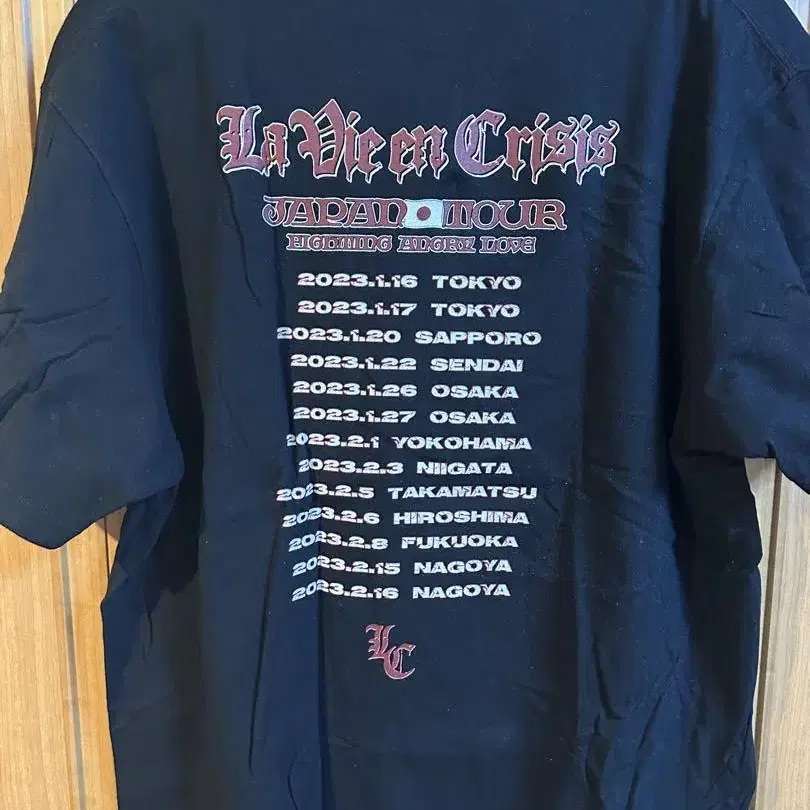 La Vie en Crisis
JAPAN TOUR
FIGHTING ANGRY LOVE
2023.1.16 TOKYO
2023.1.17 TOKYO
2023.1.20 SAPPORO
2023.1.22 SENDAI
2023.1.26 OSAKA
2023.1.27 OSAKA
2023.2.1 YOKOHAMA
2023.2.3 NIIGATA
2023.2.5 TAKAMATSU
2023.2.6 HIROSHIMA
2023.2.8 FUKUOKA
2023.2.15 NAGOYA
2023.2.16 NAGOYA
LC